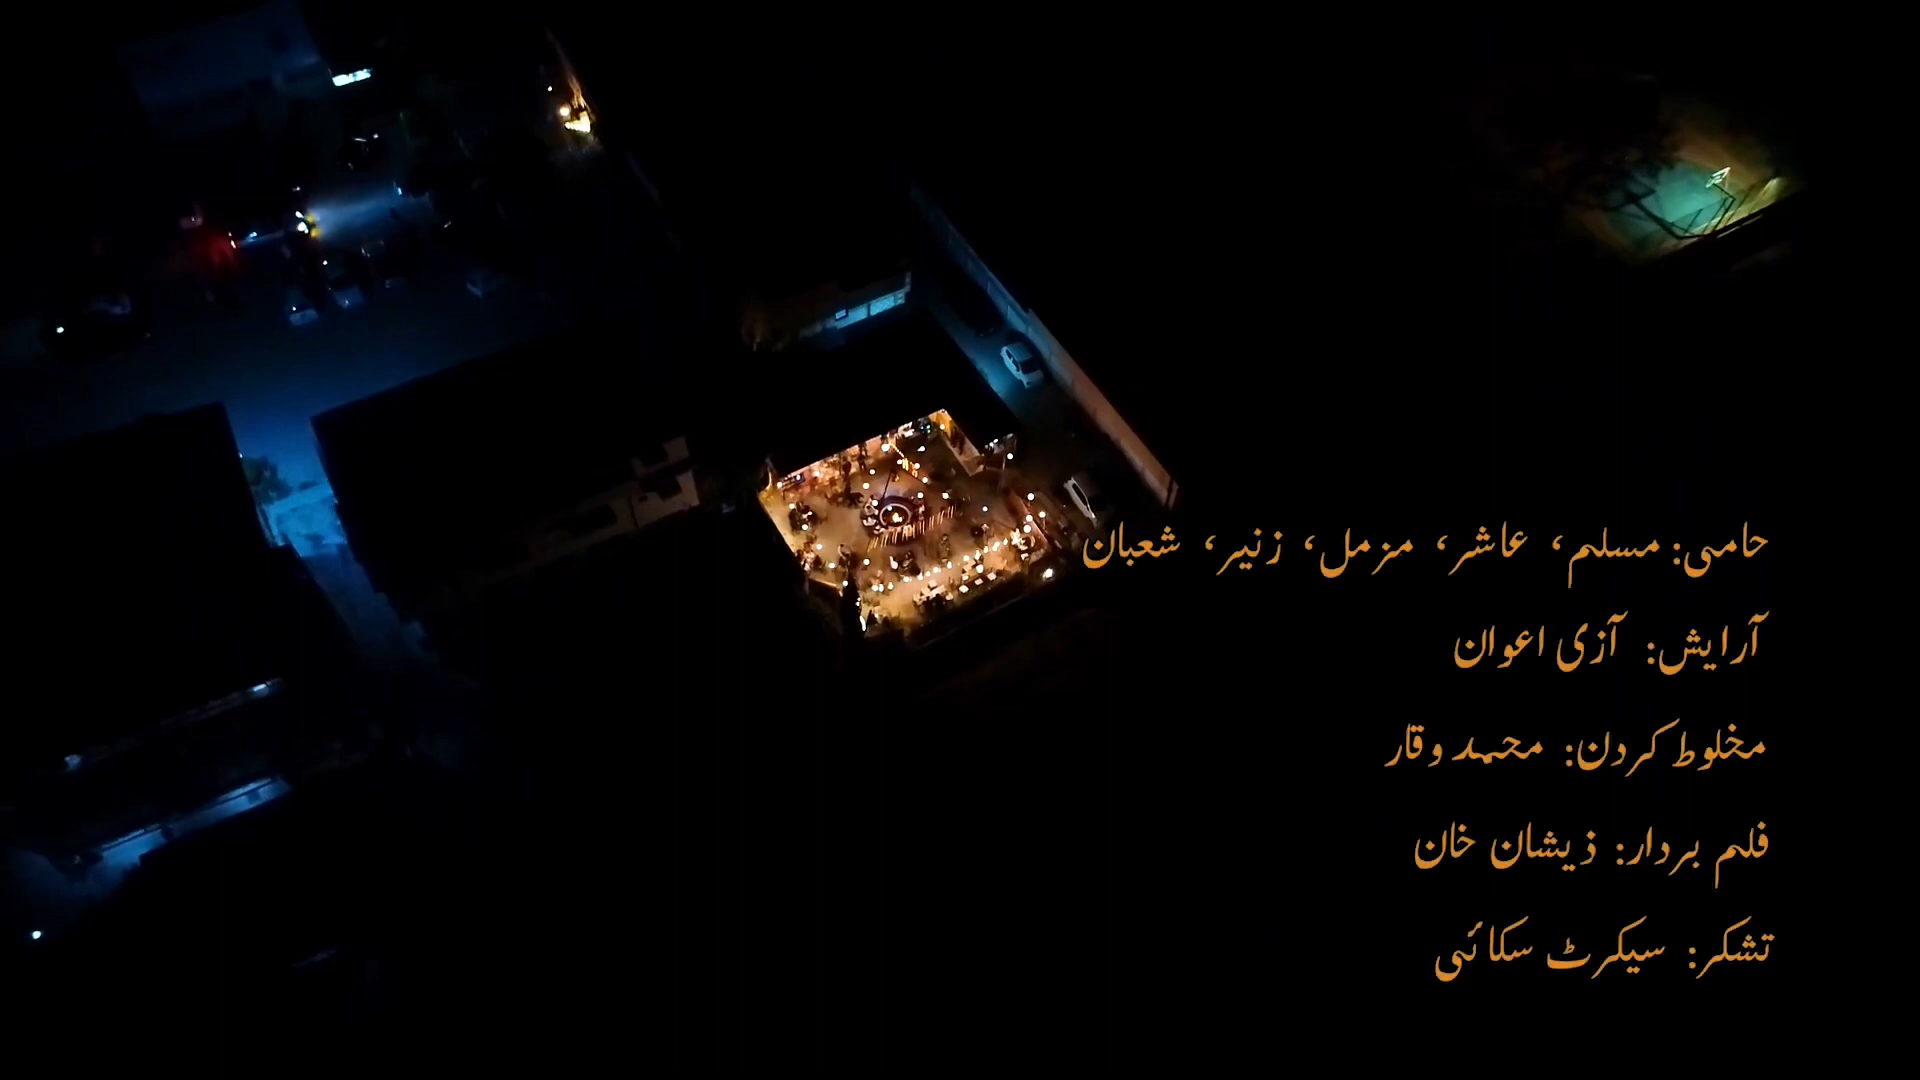 حامی: مسلم، عاشر، مزمل، زنیر، شعبان
آرایش: آزی اعوان
مخلوط کردن: محمد وقار
فلم بردار: ذیشان خان
تشکر: سیکرٹ سکائی